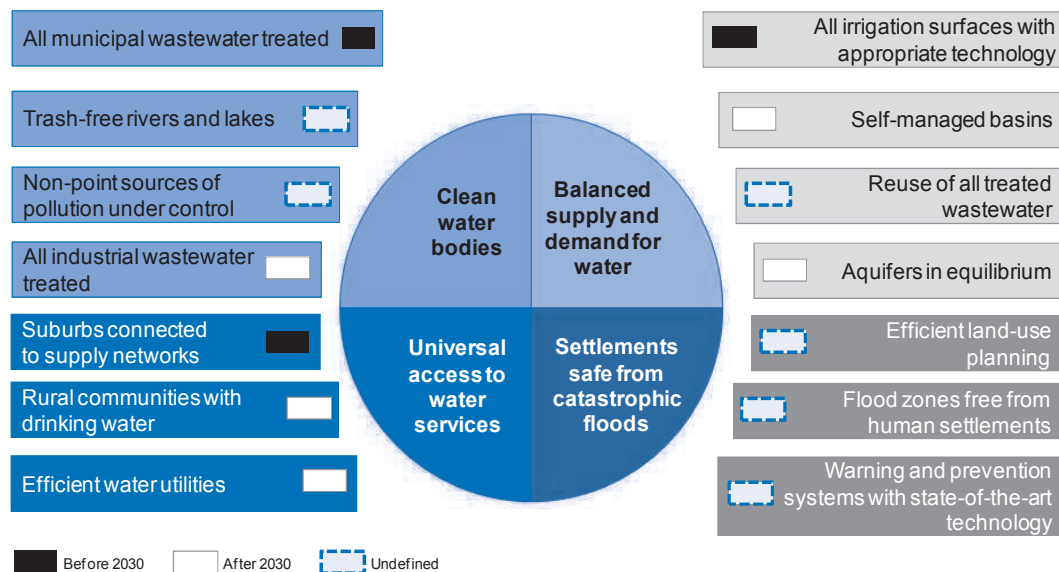 All municipal wastewater treated
Trash-free rivers and lakes
Non-point sources of
pollution under control
All industrial wastewater
treated
Suburbs connected
to supply networks
Rural communities with
drinking water
Efficient water utilities
Clean
water
bodies
Balanced
supply and
demand for
water
Universal
access to
water
services
Settlements
safe from
catastrophic
floods
All irrigation surfaces with
appropriate technology
Self-managed basins
Reuse of all treated
wastewater
Aquifers in equilibrium
Efficient land-use
planning
Flood zones free from
human settlements
Warning and prevention
systems with state-of-the-art
technology
Before 2030
After 2030
Undefined